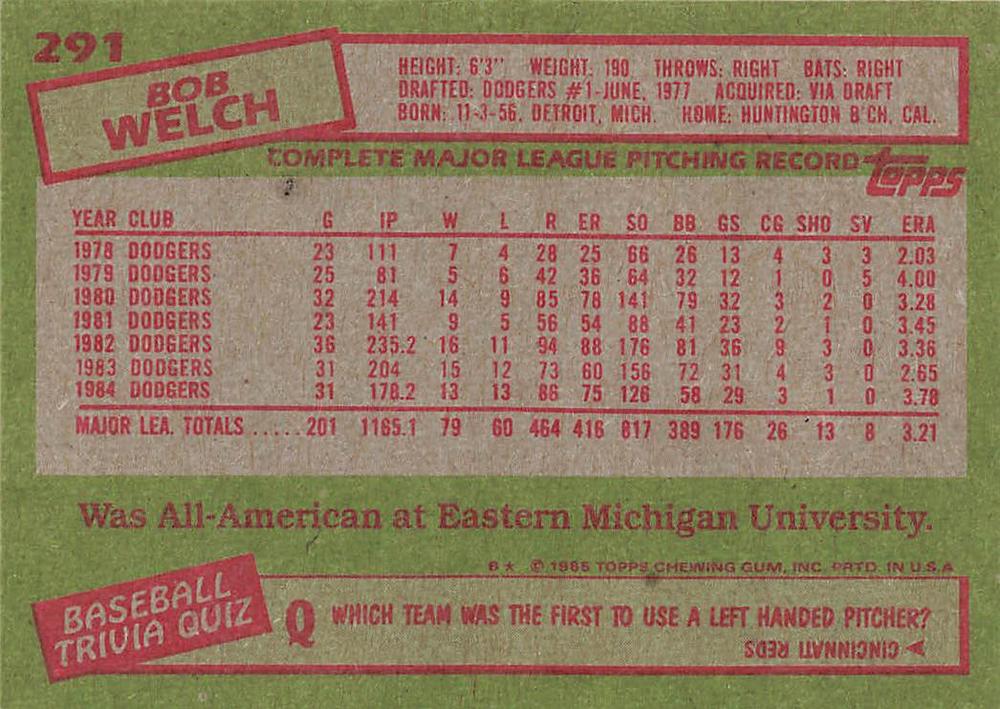 291
BOB
WELCH
HEIGHT: 6'3" WEIGHT: 190 THROWS: RIGHT BATS: RIGHT
DRAFTED: DODGERS #1-JUNE, 1977 ACQUIRED: VIA DRAFT
BORN: 11-3-56, DETROIT, MICH. HOME: HUNTINGTON B'CH, CAL.
COMPLETE MAJOR LEAGUE PITCHING RECORD
topps
YEAR CLUB G IP W L R ER SO BB GS CG SHO SV ERA
1978 DODGERS 23 111 7 4 28 25 66 26 13 4 3 3 2.03
1979 DODGERS 25 81 5 6 42 36 64 32 12 1 0 5 4.00
1980 DODGERS 32 214 14 9 85 78 141 79 32 3 2 0 3.28
1981 DODGERS 23 141 9 5 56 54 88 41 23 2 1 0 3.45
1982 DODGERS 36 235.2 16 11 94 88 176 81 36 9 3 0 3.36
1983 DODGERS 31 204 15 12 73 60 156 72 31 4 3 0 2.65
1984 DODGERS 31 178.2 13 13 86 75 126 58 29 3 1 0 3.78
MAJOR LEA. TOTALS .....201 1165.1 79 60 464 416 817 389 176 26 13 8 3.21
Was All-American at Eastern Michigan University.
B★ © 1985 TOPPS CHEWING GUM, INC. PRTD. IN U.S.A
BASEBALL
TRIVIA QUIZ
Q WHICH TEAM WAS THE FIRST TO USE A LEFT HANDED PITCHER?
A CINCINNATI REDS